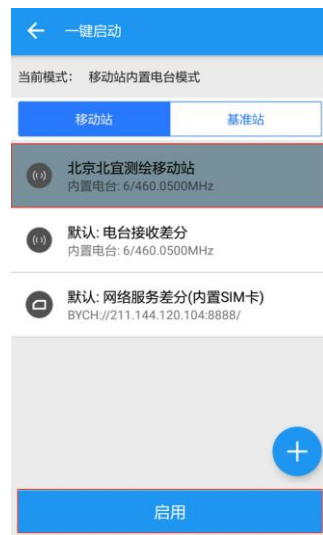 一键启动
当前模式： 移动站内置电台模式
移动站 基准站
北京北宜测绘移动站
内置电台: 6/460.0500MHz
默认: 电台接收差分
内置电台: 6/460.0500MHz
默认: 网络服务差分(内置SIM卡)
BYCH://211.144.120.104:8888/
启用